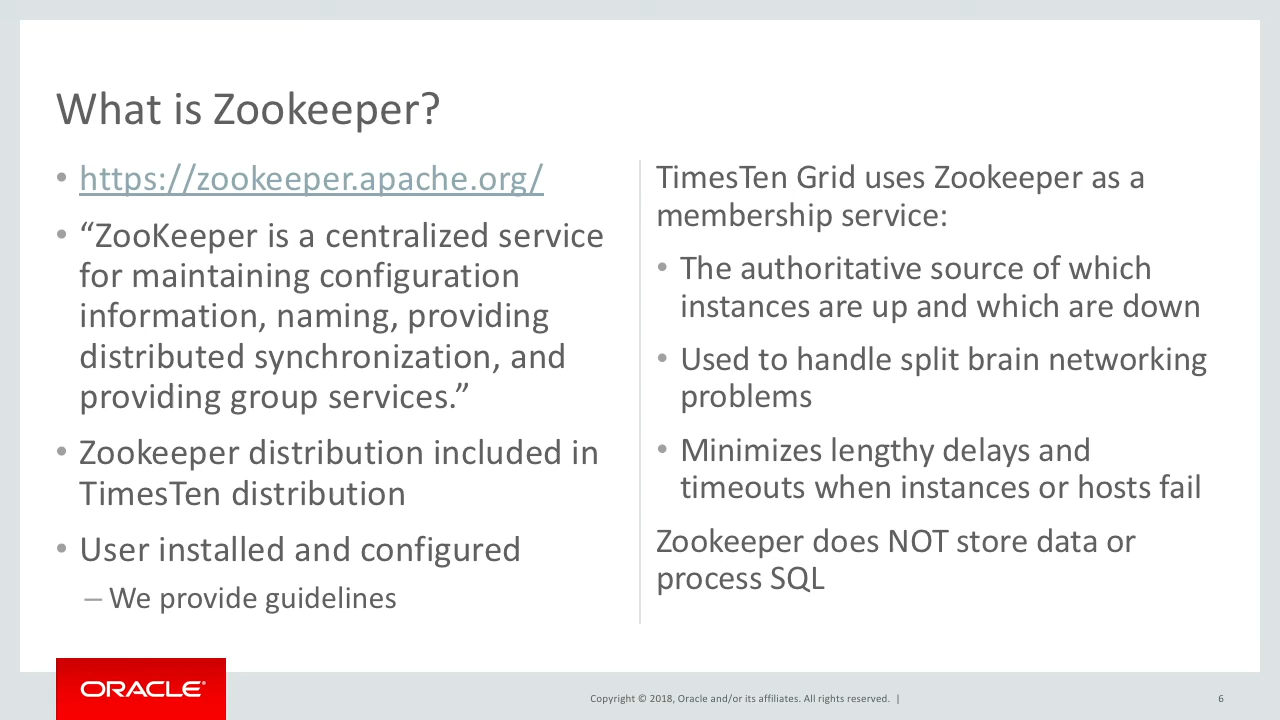 What is Zookeeper?
• https://zookeeper.apache.org/
• “ZooKeeper is a centralized service
for maintaining configuration
information, naming, providing
distributed synchronization, and
providing group services.”
• Zookeeper distribution included in
TimesTen distribution
• User installed and configured
– We provide guidelines
TimesTen Grid uses Zookeeper as a
membership service:
• The authoritative source of which
instances are up and which are down
• Used to handle split brain networking
problems
• Minimizes lengthy delays and
timeouts when instances or hosts fail
Zookeeper does NOT store data or
process SQL
ORACLE®
Copyright © 2018, Oracle and/or its affiliates. All rights reserved. |
6